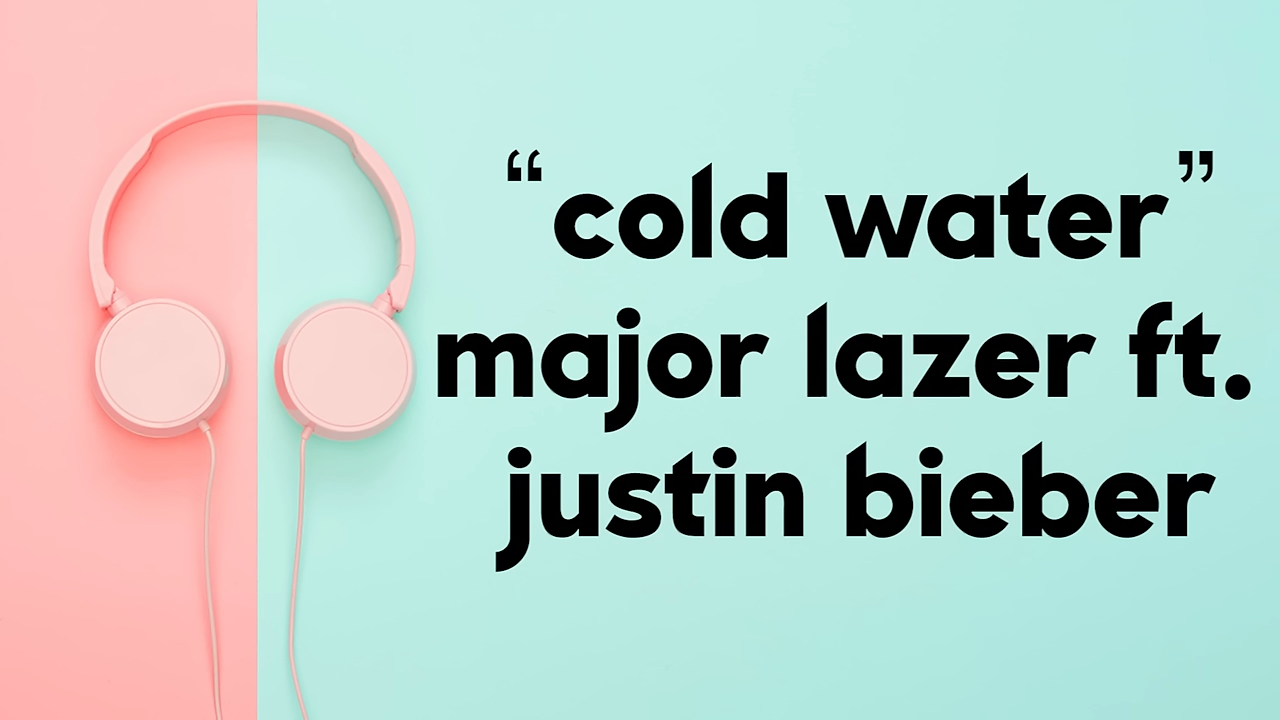 “cold water”
major lazer ft.
justin bieber